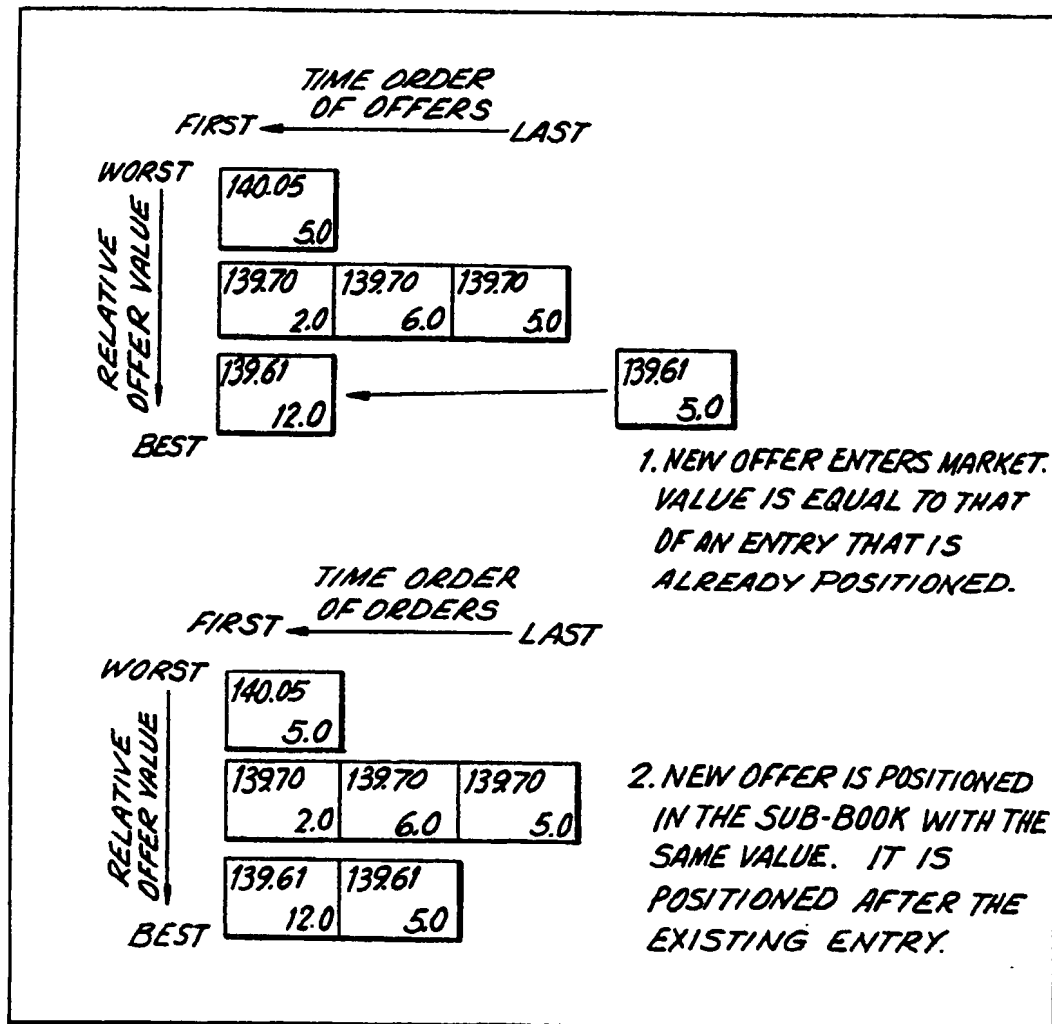 TIME ORDER
OF OFFERS
FIRST LAST
WORST
RELATIVE
OFFER VALUE
140.05
5.0
139.70 139.70 139.70
2.0 6.0 5.0
139.61 139.61
12.0 5.0
BEST
1. NEW OFFER ENTERS MARKET.
VALUE IS EQUAL TO THAT
OF AN ENTRY THAT IS
ALREADY POSITIONED.
TIME ORDER
OF ORDERS
FIRST LAST
WORST
RELATIVE
OFFER VALUE
140.05
5.0
139.70 139.70 139.70
2.0 6.0 5.0
139.61 139.61
12.0 5.0
BEST
2. NEW OFFER IS POSITIONED
IN THE SUB-BOOK WITH THE
SAME VALUE. IT IS
POSITIONED AFTER THE
EXISTING ENTRY.